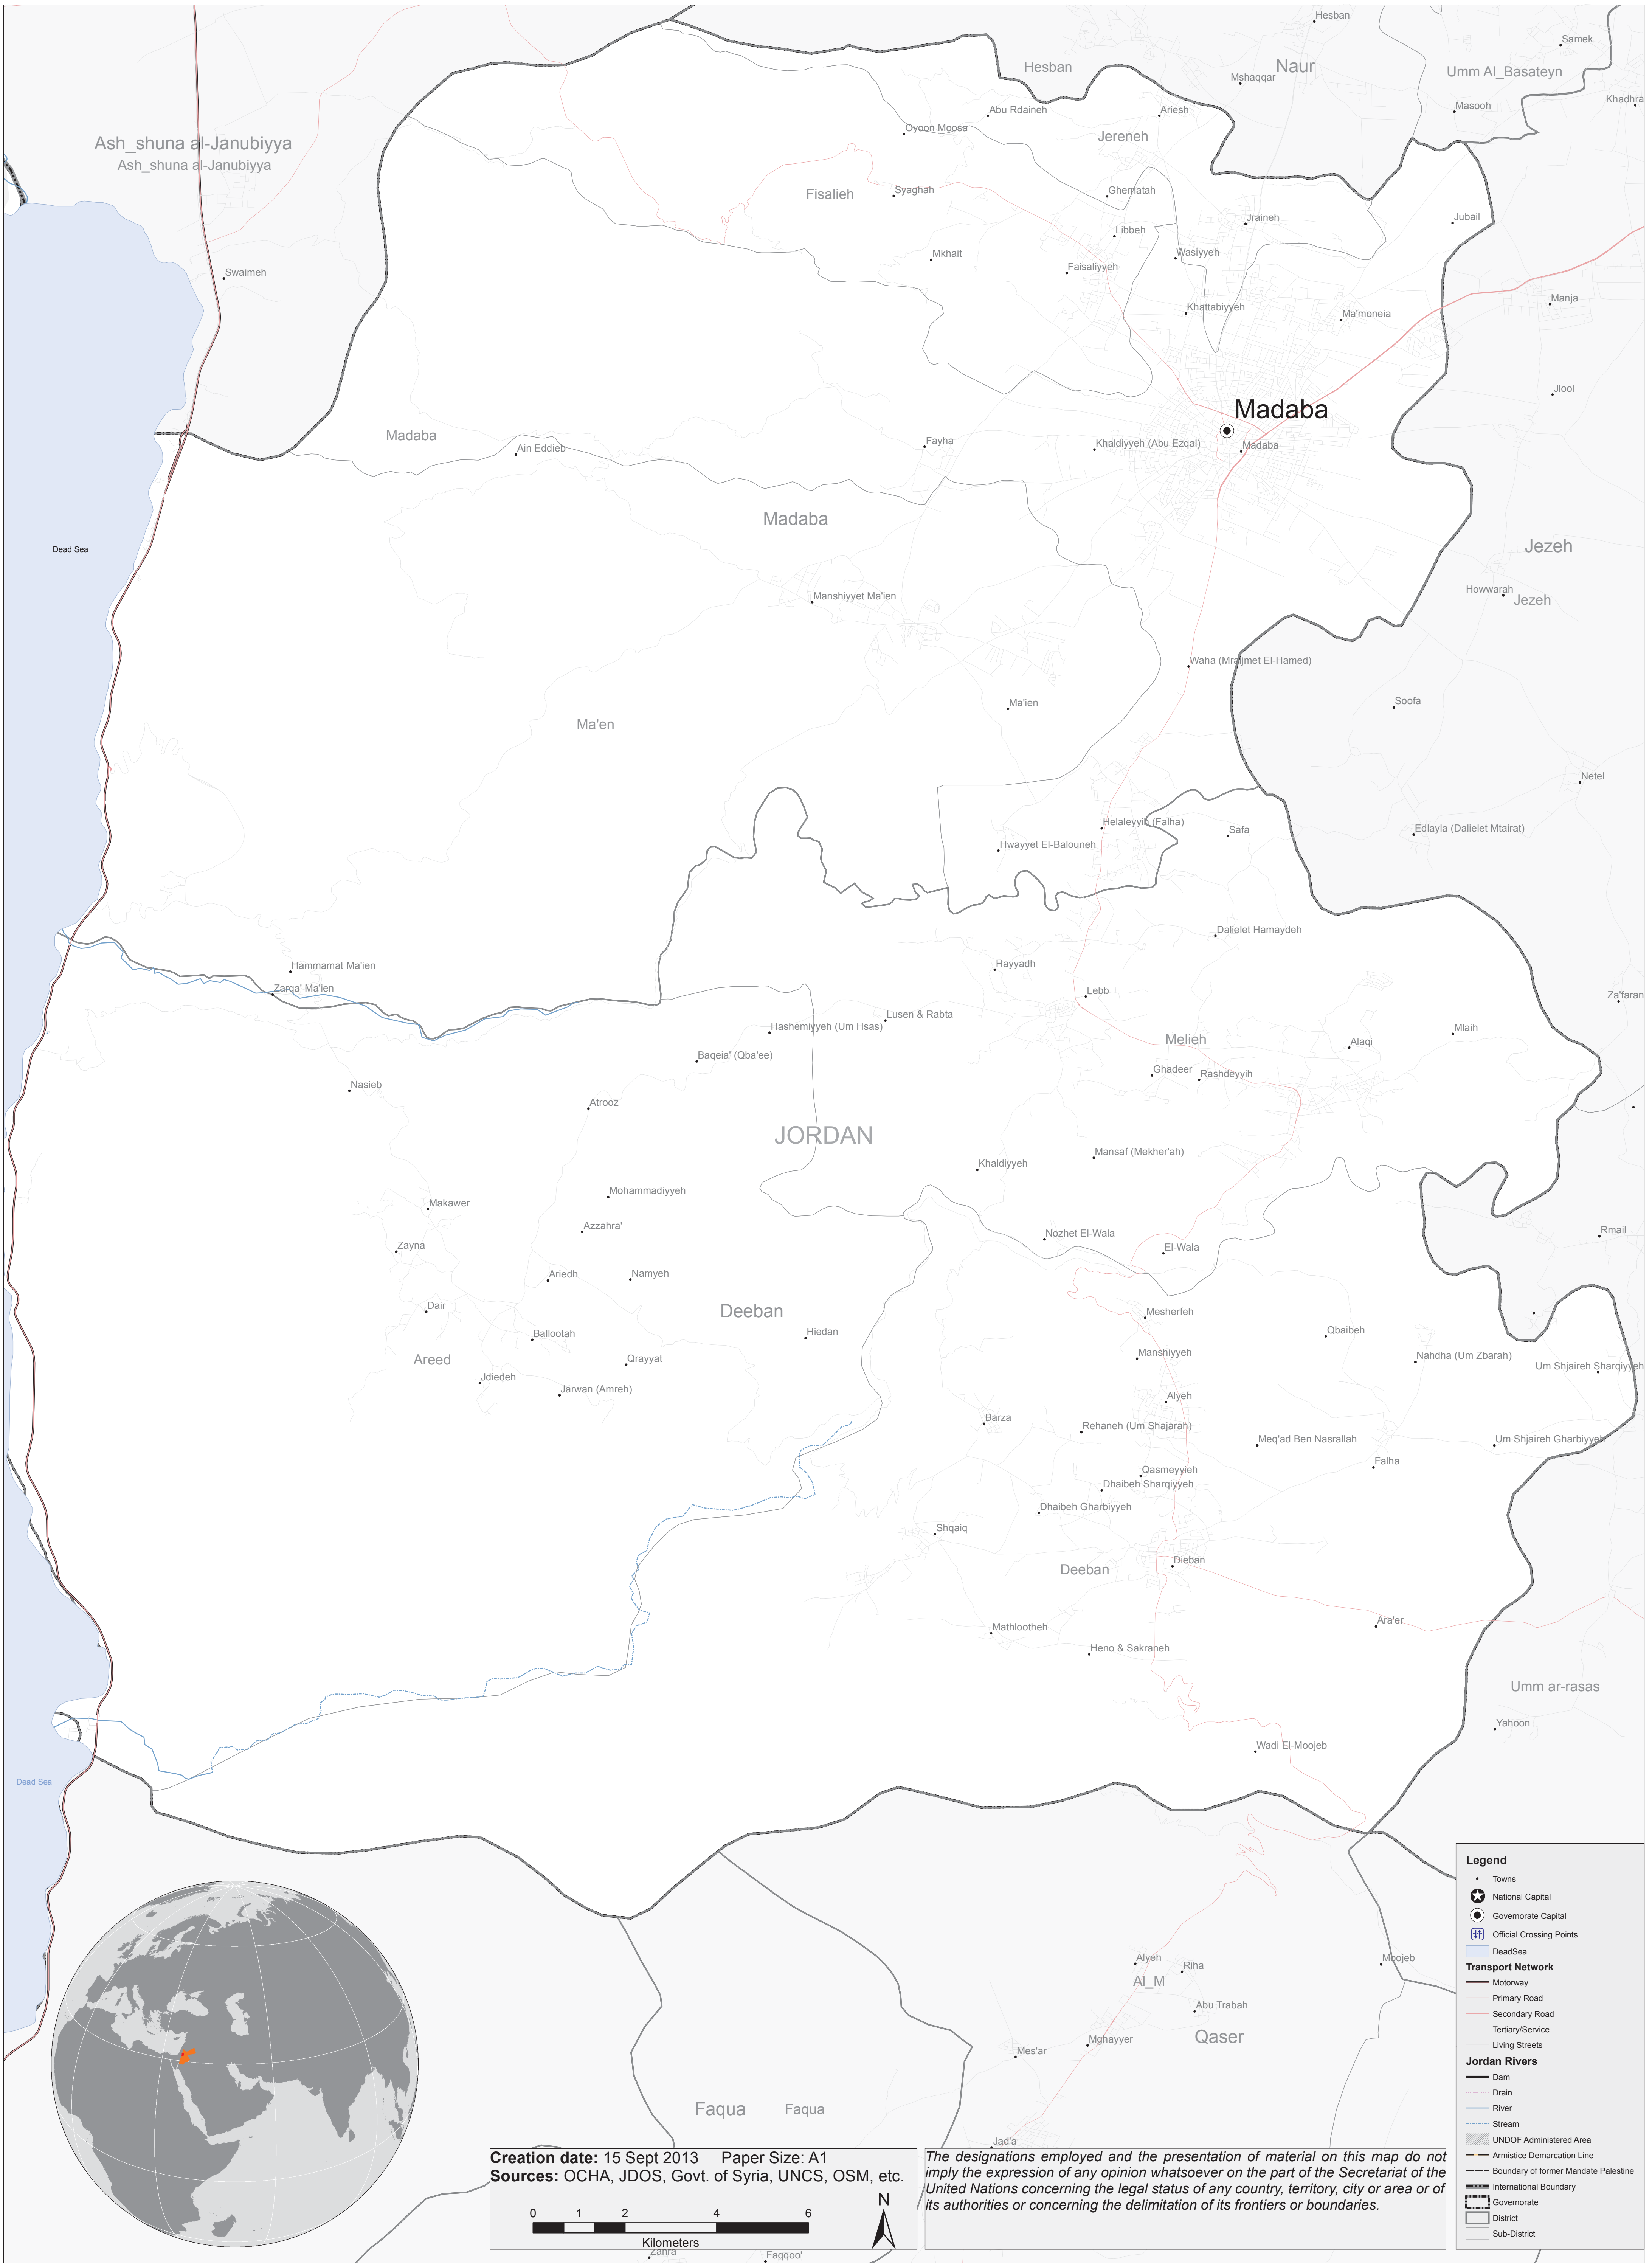 Hesban
Samek
Naur
Hesban
Umm Al_Basateyn
Mshaqqar
Khadhra
Masooh
Abu Rdaineh
Ariesh
Oyoon Moosa
Jereneh
Ash_shuna al-Janubiyya
Ash_shuna al-Janubiyya
Fisalieh
Syaghah
Ghernatah
Jraineh
Jubail
Libbeh
Mkhait
Wasiyyeh
Faisaliyyeh
Swaimeh
Manja
Khattabiyyeh
Ma'moneia
Jlool
Madaba
Madaba
Fayha
Khaldiyyeh (Abu Ezqal)
Madaba
Ain Eddieb
Madaba
Dead Sea
Jezeh
Howwarah
Jezeh
Manshiyyet Ma'ien
Waha (Mraijmet El-Hamed)
Ma'ien
Soofa
Ma'en
Netel
Helaleyyih (Falha)
Safa
Edlayla (Dalielet Mtairat)
Hwayyet El-Balouneh
Dalielet Hamaydeh
Hammamat Ma'ien
Hayyadh
Zarqa' Ma'ien
Lebb
Za'faran
Lusen & Rabta
Hashemiyyeh (Um Hsas)
Mlaih
Melieh
Alaqi
Baqeia' (Qba'ee)
Ghadeer
Rashdeyyih
Nasieb
Atrooz
JORDAN
Mansaf (Mekher'ah)
Khaldiyyeh
Mohammadiyyeh
Makawer
Azzahra'
Nozhet El-Wala
Rmail
Zayna
El-Wala
Ariedh
Namyeh
Dair
Deeban
Mesherfeh
Ballootah
Hiedan
Qbaibeh
Areed
Qrayyat
Manshiyyeh
Nahdha (Um Zbarah)
Um Shjaireh Sharqiyyeh
Jdiedeh
Jarwan (Amreh)
Alyeh
Barza
Rehaneh (Um Shajarah)
Meq'ad Ben Nasrallah
Um Shjaireh Gharbiyyeh
Falha
Qasmeyyieh
Dhaibeh Sharqiyyeh
Dhaibeh Gharbiyyeh
Shqaiq
Dieban
Deeban
Ara'er
Mathlootheh
Heno & Sakraneh
Umm ar-rasas
Yahoon
Wadi El-Moojeb
Dead Sea
Alyeh
Riha
Moojeb
Al_M
Abu Trabah
Qaser
Mghayyer
Mes'ar
Faqua
Faqua
Jad'a
Zahra
Faqqoo'
Creation date: 15 Sept 2013 Paper Size: A1
Sources: OCHA, JDOS, Govt. of Syria, UNCS, OSM, etc.
0 1 2 4 6
Kilometers
N
The designations employed and the presentation of material on this map do not
imply the expression of any opinion whatsoever on the part of the Secretariat of the
United Nations concerning the legal status of any country, territory, city or area or of
its authorities or concerning the delimitation of its frontiers or boundaries.
Legend
Towns
National Capital
Governorate Capital
Official Crossing Points
DeadSea
Transport Network
Motorway
Primary Road
Secondary Road
Tertiary/Service
Living Streets
Jordan Rivers
Dam
Drain
River
Stream
UNDOF Administered Area
Armistice Demarcation Line
Boundary of former Mandate Palestine
International Boundary
Governorate
District
Sub-District